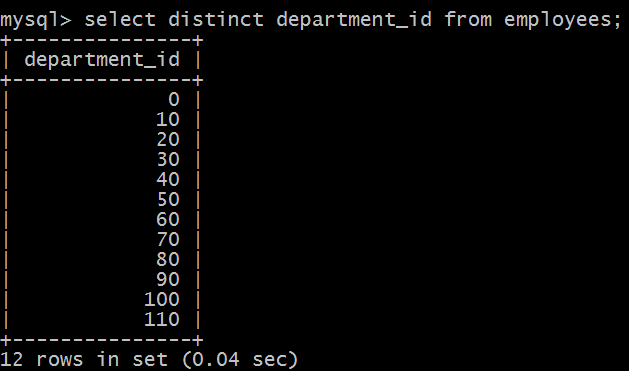 mysql> select distinct department_id from employees;
+---------------+
| department_id |
+---------------+
|             0 |
|            10 |
|            20 |
|            30 |
|            40 |
|            50 |
|            60 |
|            70 |
|            80 |
|            90 |
|           100 |
|           110 |
+---------------+
12 rows in set (0.04 sec)